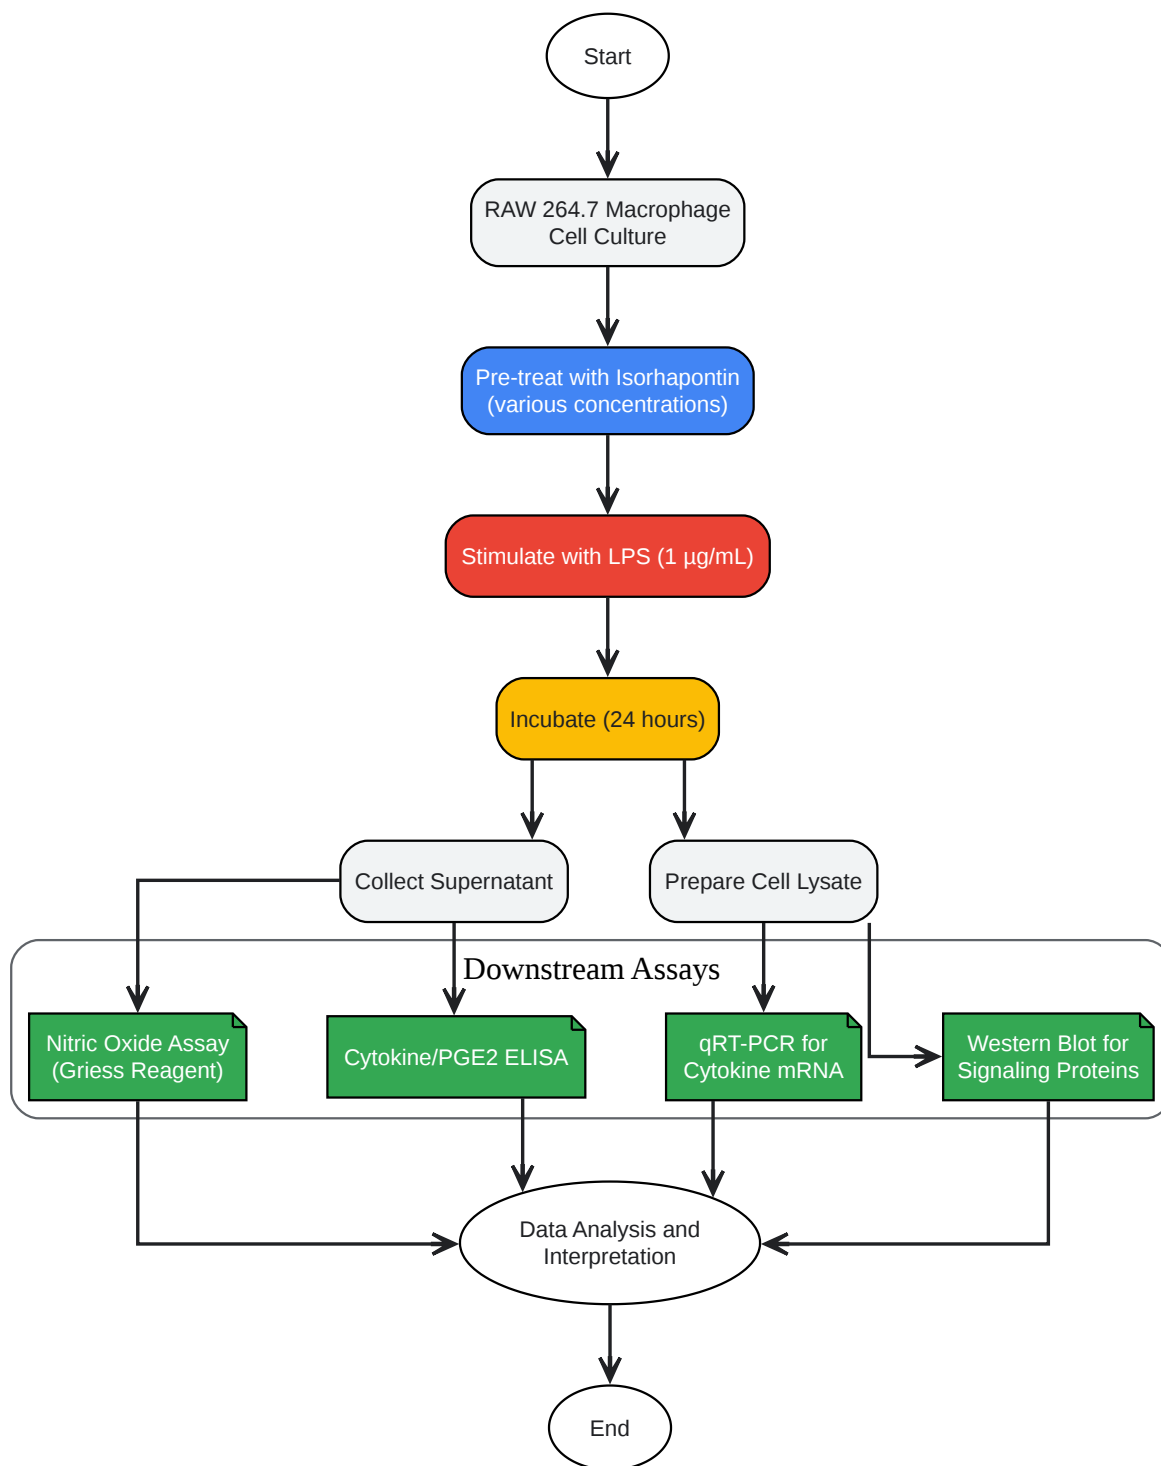 Start
RAW 264.7 Macrophage
Cell Culture
Pre-treat with Isorhapontin
(various concentrations)
Stimulate with LPS (1 µg/mL)
Incubate (24 hours)
Collect Supernatant
Prepare Cell Lysate
Downstream Assays
Nitric Oxide Assay
(Griess Reagent)
Cytokine/PGE2 ELISA
qRT-PCR for
Cytokine mRNA
Western Blot for
Signaling Proteins
Data Analysis and
Interpretation
End